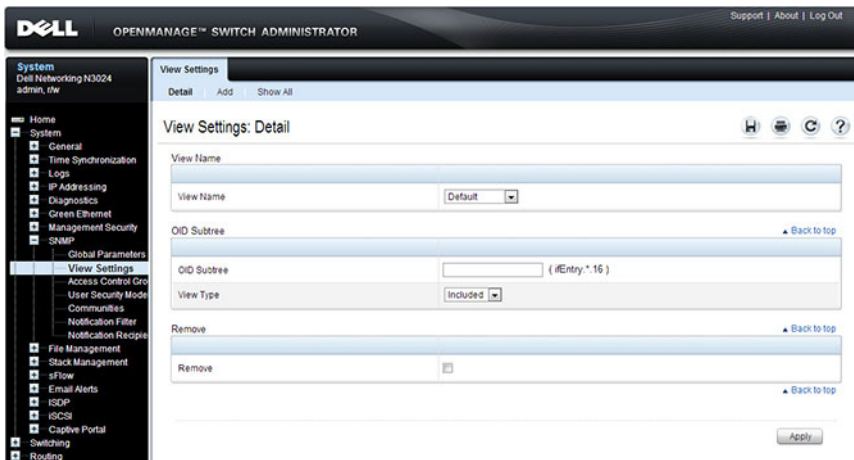 Support | About | Log Out
DELL
OPENMANAGE™ SWITCH ADMINISTRATOR
System
Dell Networking N3024
admin, r/w
Home
System
General
Time Synchronization
Logs
IP Addressing
Diagnostics
Green Ethernet
Management Security
SNMP
Global Parameters
View Settings
Access Control Gro
User Security Mode
Communities
Notification Filter
Notification Recipie
File Management
Stack Management
sFlow
Email Alerts
ISDP
iSCSI
Captive Portal
Switching
Routing
View Settings
Detail Add Show All
View Settings: Detail
View Name
View Name Default
OID Subtree Back to top
OID Subtree ( ifEntry.*.16 )
View Type Included
Remove Back to top
Remove
Back to top
Apply